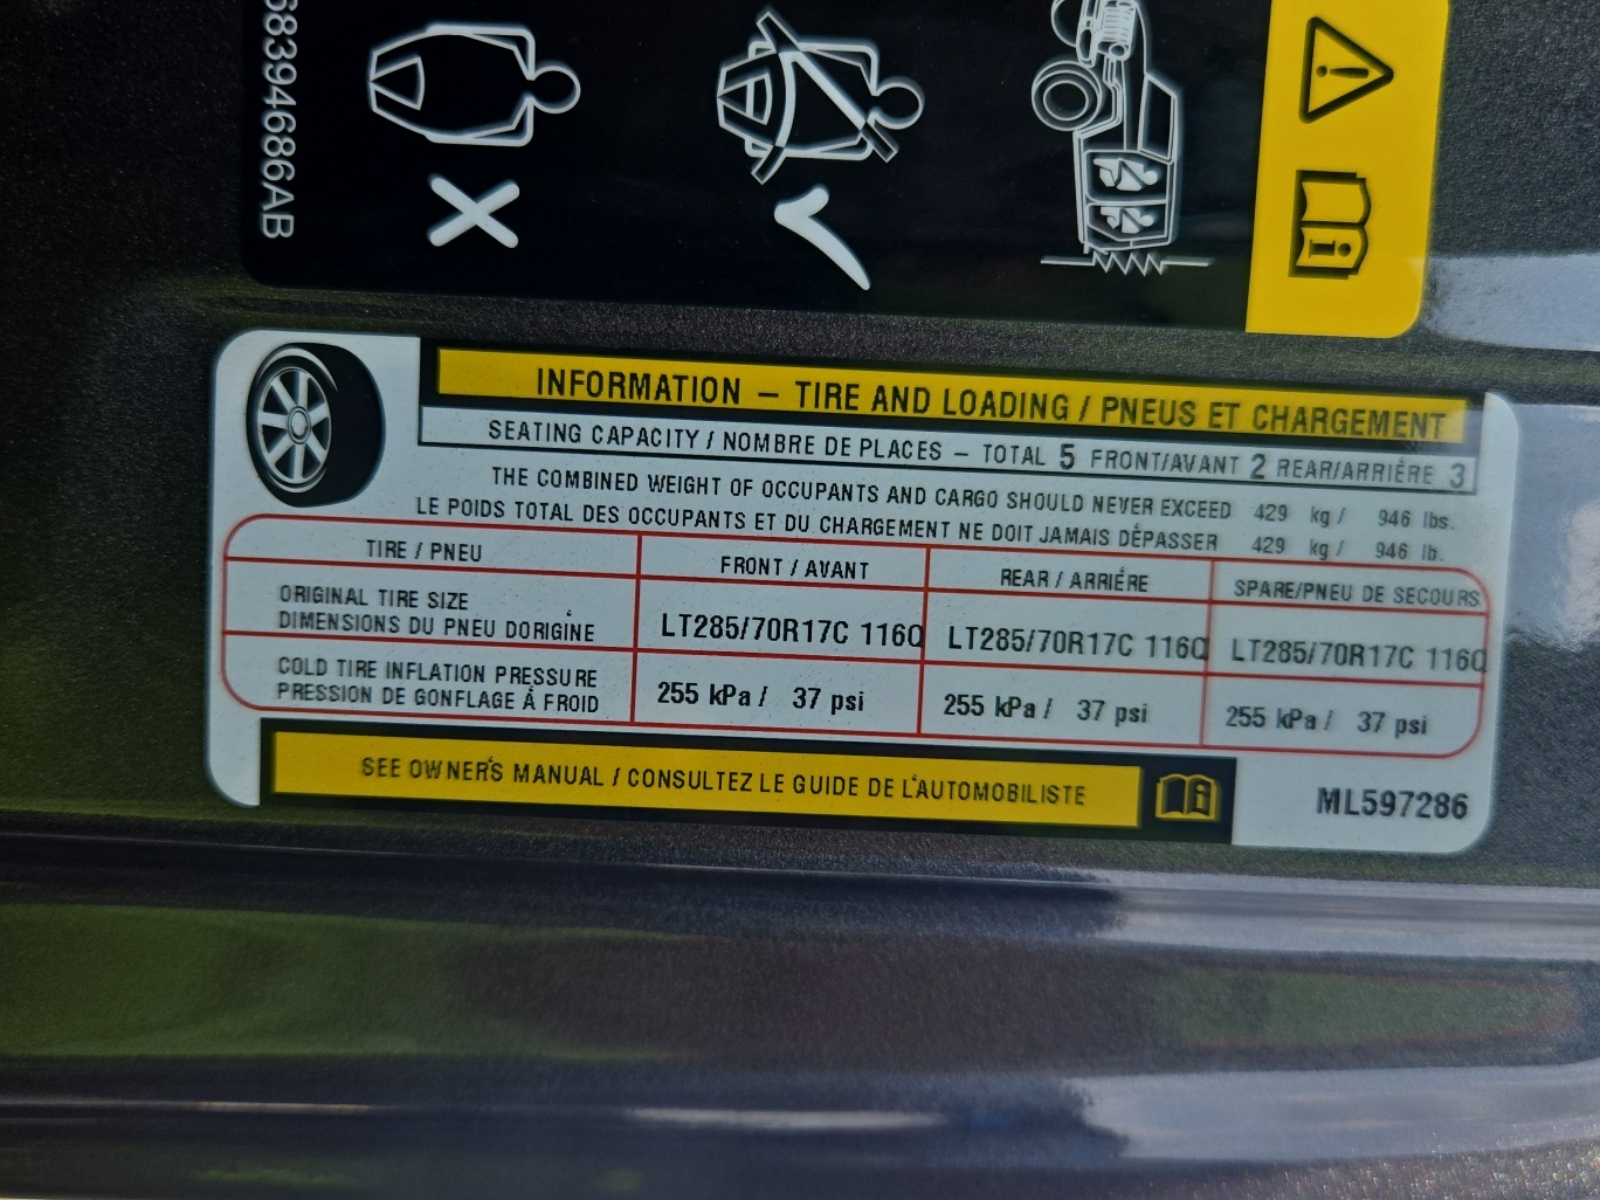 68394686AB
INFORMATION – TIRE AND LOADING / PNEUS ET CHARGEMENT
SEATING CAPACITY / NOMBRE DE PLACES – TOTAL 5 FRONT/AVANT 2 REAR/ARRIÉRE 3
THE COMBINED WEIGHT OF OCCUPANTS AND CARGO SHOULD NEVER EXCEED 429 kg / 946 lbs.
LE POIDS TOTAL DES OCCUPANTS ET DU CHARGEMENT NE DOIT JAMAIS DÉPASSER 429 kg / 946 lb.
TIRE / PNEU FRONT / AVANT REAR / ARRIÉRE SPARE/PNEU DE SECOURS
ORIGINAL TIRE SIZE
DIMENSIONS DU PNEU DORIGINE LT285/70R17C 116Q LT285/70R17C 116Q LT285/70R17C 116Q
COLD TIRE INFLATION PRESSURE
PRESSION DE GONFLAGE Á FROID 255 kPa / 37 psi 255 kPa / 37 psi 255 kPa / 37 psi
SEE OWNER'S MANUAL / CONSULTEZ LE GUIDE DE L'AUTOMOBILISTE
ML597286